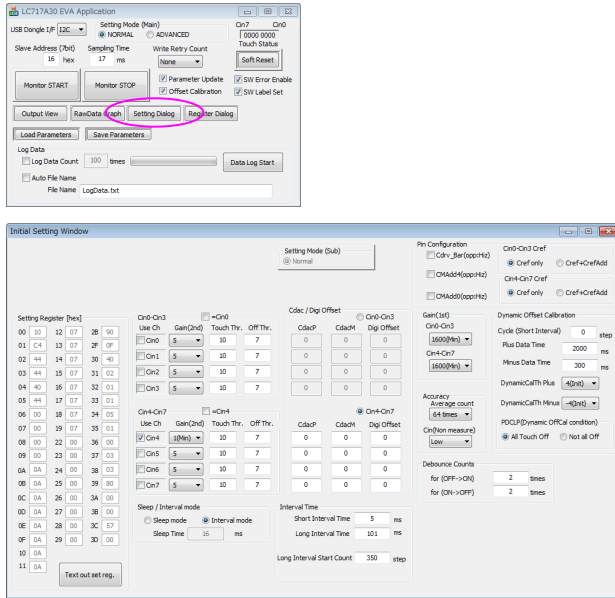 LC717A30 EVA Application
USB Dongle I/F I2C Setting Mode (Main) Cin7 Cin0
NORMAL ADVANCED 0000 0000
Slave Address (7bit) Sampling Time Write Retry Count Touch Status
16 hex 17 ms None Soft Reset
Monitor START Monitor STOP Parameter Update SW Error Enable
Offset Calibration SW Label Set
Output View RawData Graph Setting Dialog Register Dialog
Load Parameters Save Parameters
Log Data
Log Data Count 100 times Data Log Start
Auto File Name
File Name LogData.txt
Initial Setting Window
Setting Mode (Sub)
Normal
Pin Configuration
Cdrv_Bar(opp:Hiz)
CMAdd4(opp:Hiz)
CMAdd0(opp:Hiz)
Cin0-Cin3 Cref
Cref only Cref+CrefAdd
Cin4-Cin7 Cref
Cref only Cref+CrefAdd
Setting Register [hex]
00 10 12 07 2B 90
01 C4 13 07 2F 0F
02 44 14 07 30 40
03 44 15 07 31 02
04 40 16 07 32 01
05 44 17 07 33 01
06 00 18 07 34 05
07 00 19 07 35 01
08 00 22 00 36 00
09 00 23 00 37 03
0A 0A 24 00 38 03
0B 0A 25 00 39 80
0C 0A 26 00 3A 00
0D 0A 27 00 3B 00
0E 0A 28 00 3C 57
0F 0A 29 00 3D 00
10 0A
11 0A
Text out set reg.
Cin0-Cin3 =Cin0
Use Ch Gain(2nd) Touch Thr. Off Thr.
Cin0 5 10 7
Cin1 5 10 7
Cin2 5 10 7
Cin3 5 10 7
Cin4-Cin7 =Cin4
Use Ch Gain(2nd) Touch Thr. Off Thr.
Cin4 1(Min) 10 7
Cin5 5 10 7
Cin6 5 10 7
Cin7 5 10 7
Cdac / Digi Offset
Cin0-Cin3
CdacP CdacM Digi Offset
0 0 0
0 0 0
0 0 0
0 0 0
Cin4-Cin7
CdacP CdacM Digi Offset
0 0 0
0 0 0
0 0 0
0 0 0
Sleep / Interval mode
Sleep mode Interval mode
Sleep Time 16 ms
Interval Time
Short Interval Time 5 ms
Long Interval Time 101 ms
Long Interval Start Count 350 step
Gain(1st)
Cin0-Cin3
1600(Min)
Cin4-Cin7
1600(Min)
Accuracy
Average count
64 times
Cin(Non measure)
Low
Dynamic Offset Calibration
Cycle (Short Interval) 0 step
Plus Data Time 2000 ms
Minus Data Time 300 ms
DynamicCalTh Plus 4(Init)
DynamicCalTh Minus -4(Init)
PDCLP(Dynamic OffCal condition)
All Touch Off Not all Off
Debounce Counts
for (OFF->ON) 2 times
for (ON->OFF) 2 times